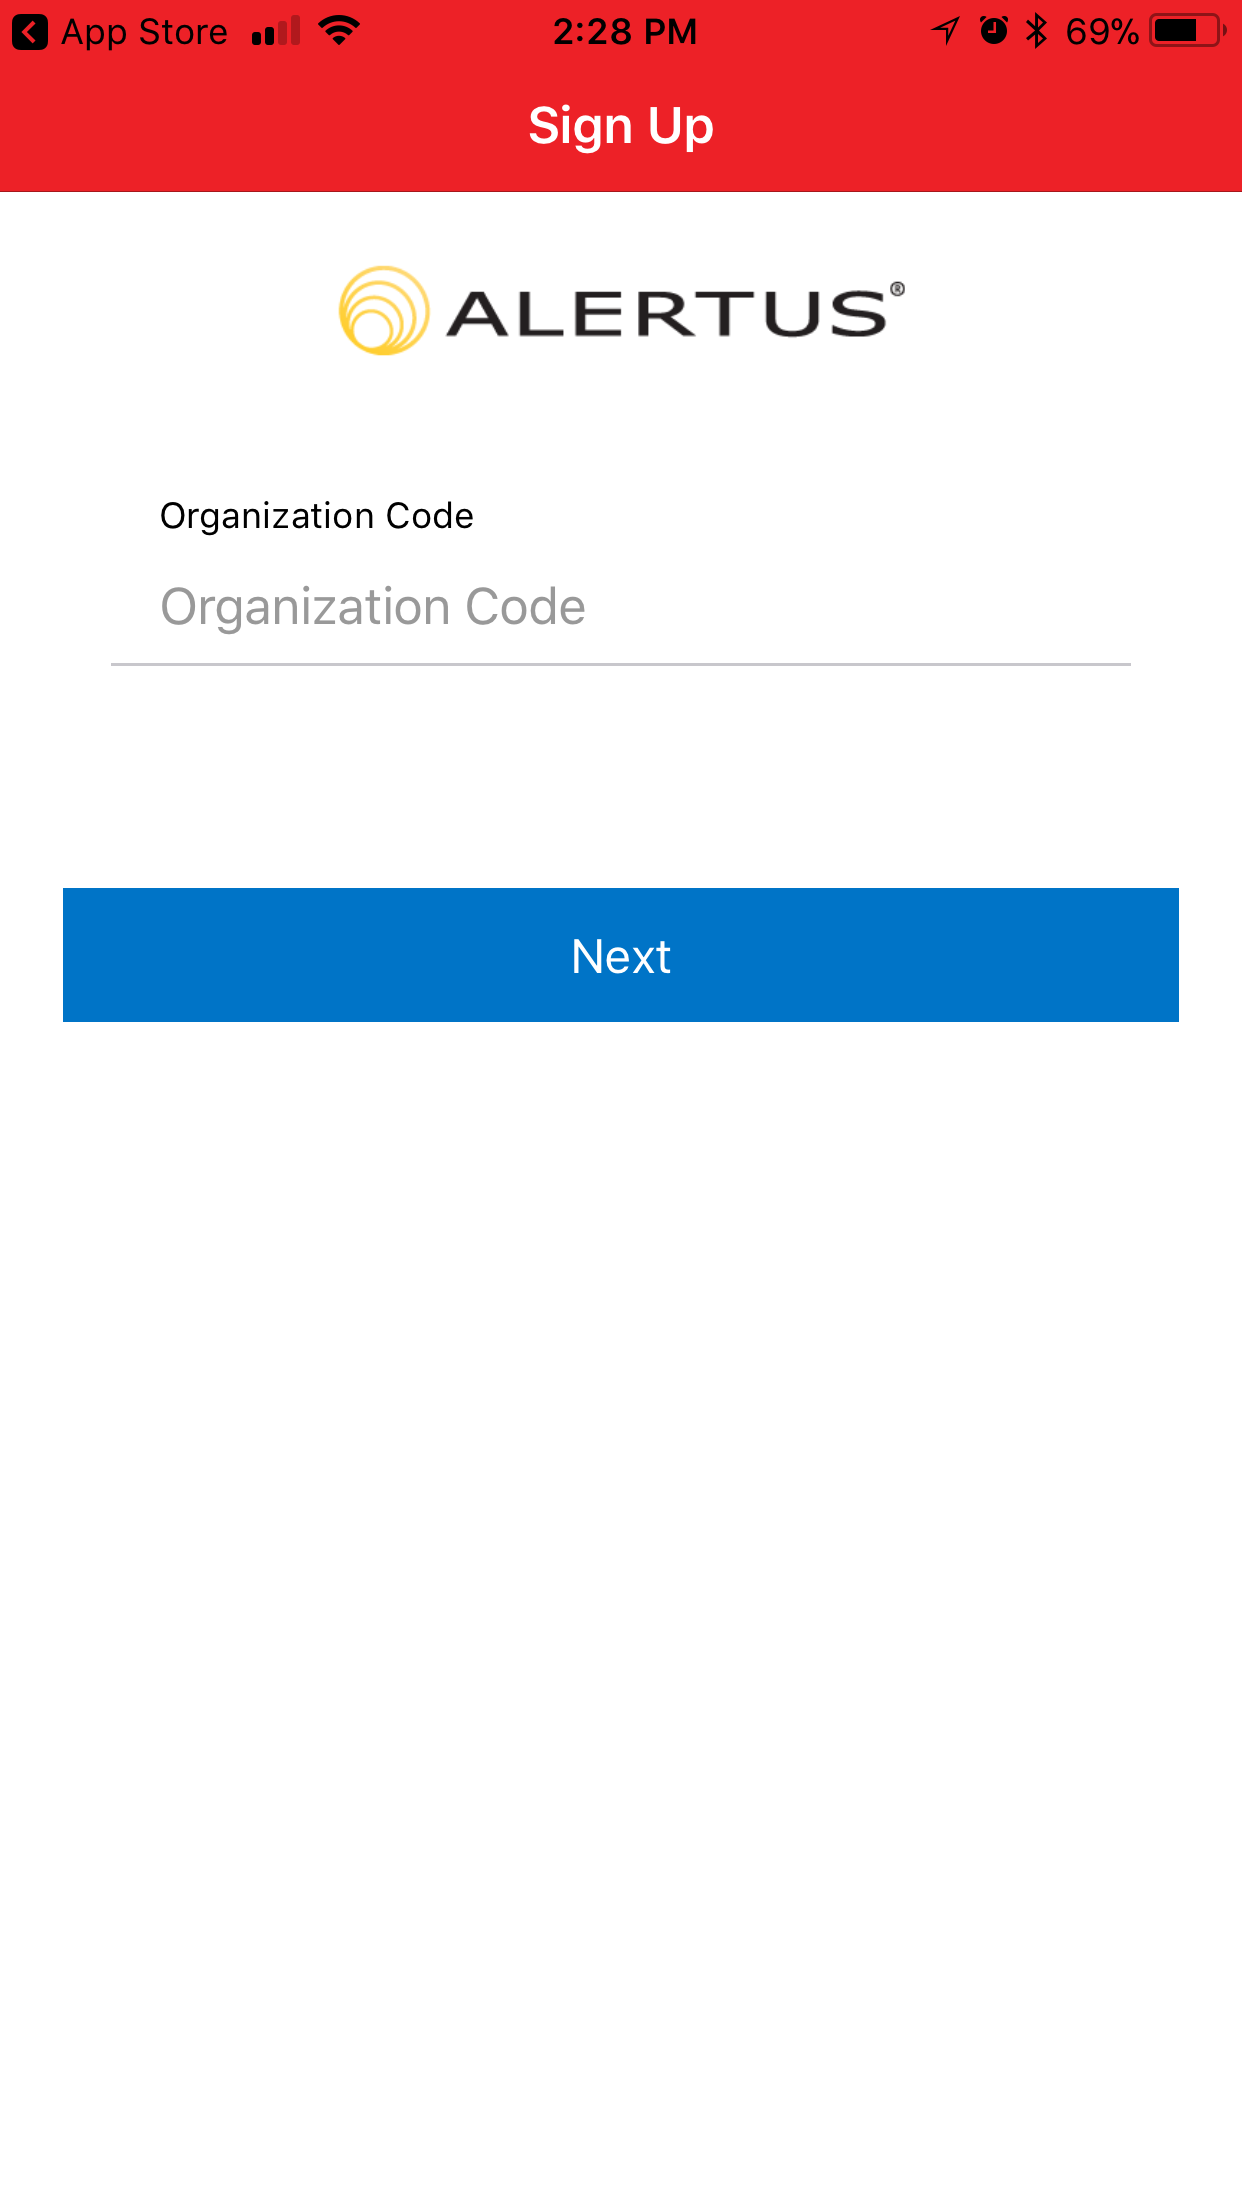 App Store 2:28 PM 69%
Sign Up
ALERTUS®
Organization Code
Organization Code
Next